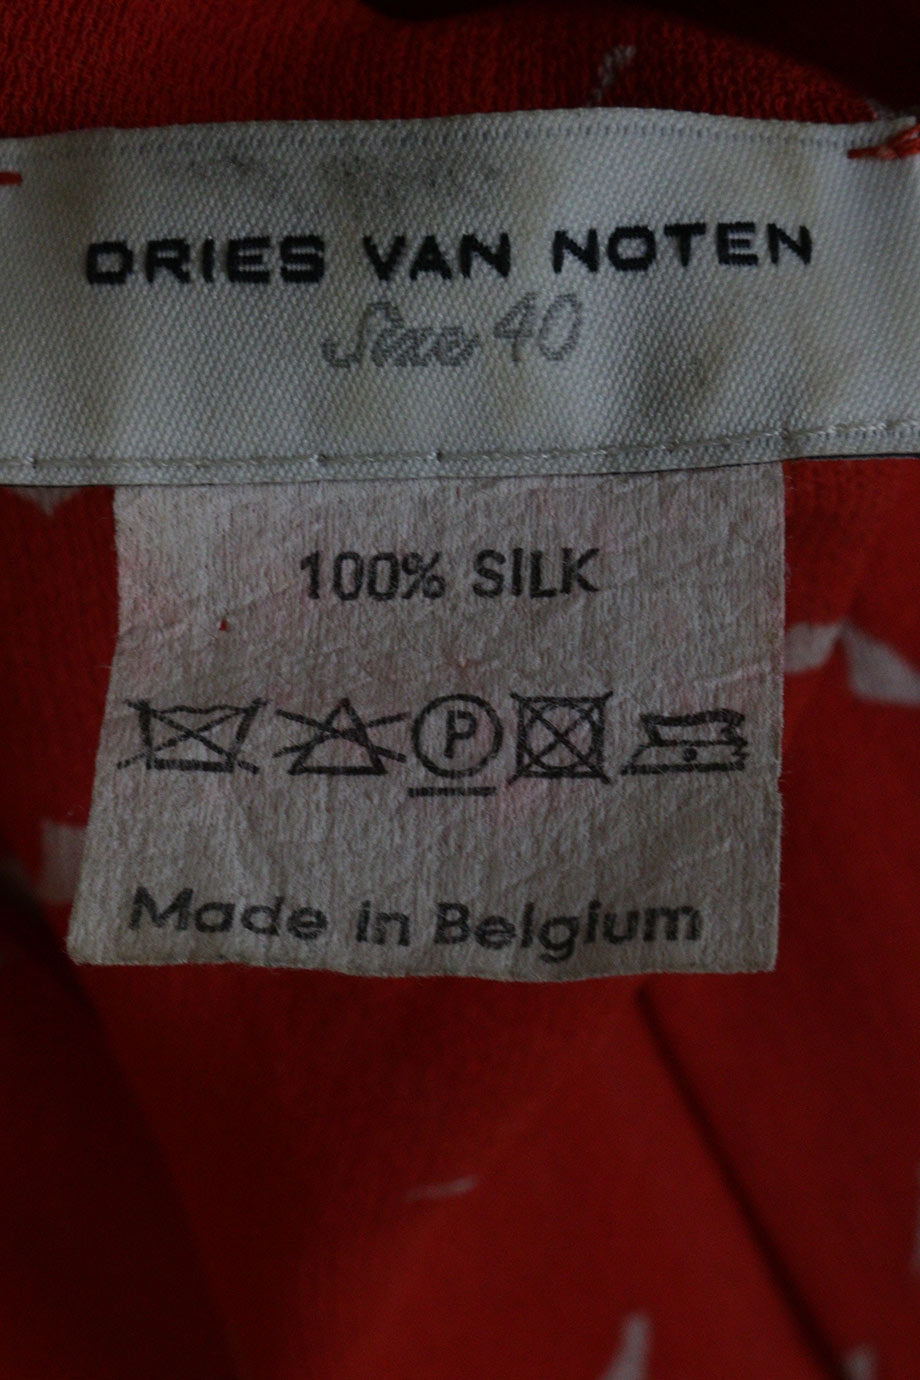 DRIES VAN NOTEN
Size 40
100% SILK
P
Made in Belgium